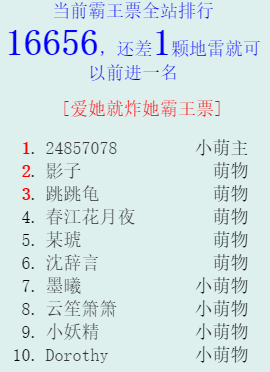 当前霸王票全站排行
16656，还差1颗地雷就可
以前进一名
[爱她就炸她霸王票]
1. 24857078 小萌主
2. 影子 萌物
3. 跳跳龟 萌物
4. 春江花月夜 萌物
5. 某琥 萌物
6. 沈辞言 萌物
7. 墨曦 小萌物
8. 云笙箫箫 小萌物
9. 小妖精 小萌物
10. Dorothy 小萌物